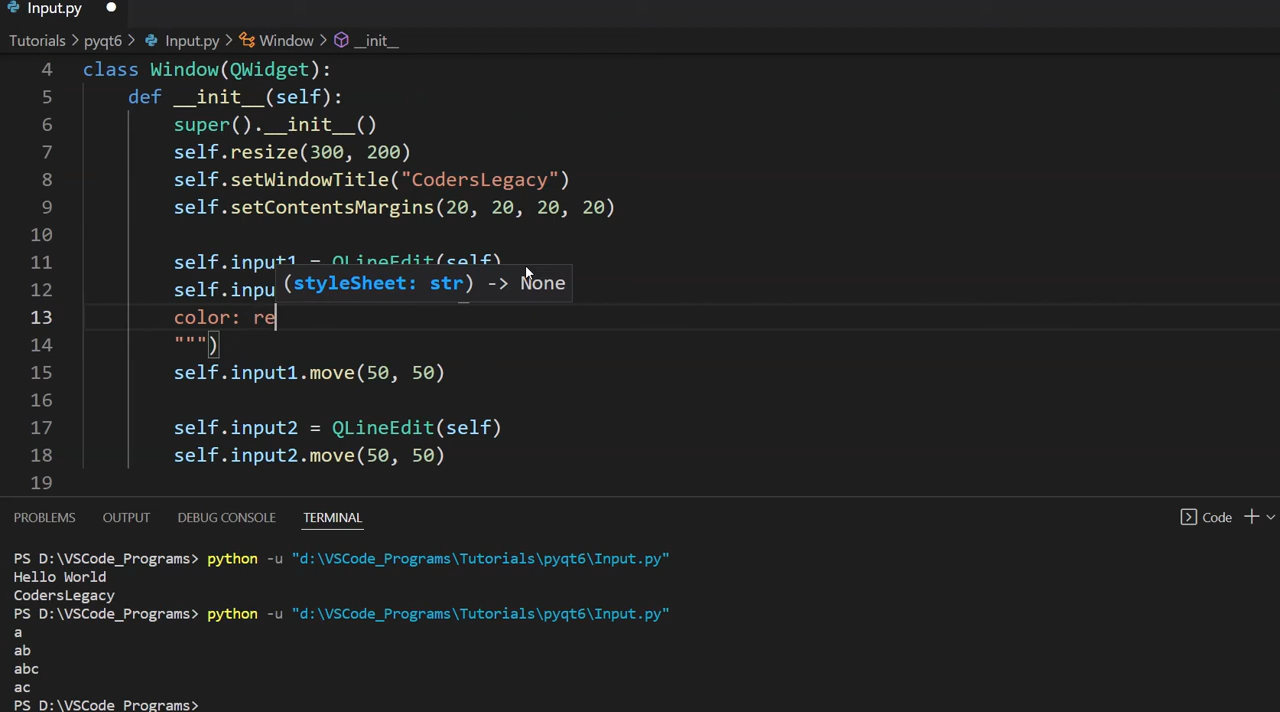 Input.py
Tutorials > pyqt6 > Input.py > Window > __init__
4 class Window(QWidget):
5 def __init__(self):
6 super().__init__()
7 self.resize(300, 200)
8 self.setWindowTitle("CodersLegacy")
9 self.setContentsMargins(20, 20, 20, 20)
10
11 self.input1 = QLineEdit(self)
(styleSheet: str) -> None
12 self.inpu
13 color: re
14 """)
15 self.input1.move(50, 50)
16
17 self.input2 = QLineEdit(self)
18 self.input2.move(50, 50)
19
PROBLEMS OUTPUT DEBUG CONSOLE TERMINAL Code
PS D:\VSCode_Programs> python -u "d:\VSCode_Programs\Tutorials\pyqt6\Input.py"
Hello World
CodersLegacy
PS D:\VSCode_Programs> python -u "d:\VSCode_Programs\Tutorials\pyqt6\Input.py"
a
ab
abc
ac
PS D:\VSCode_Programs>